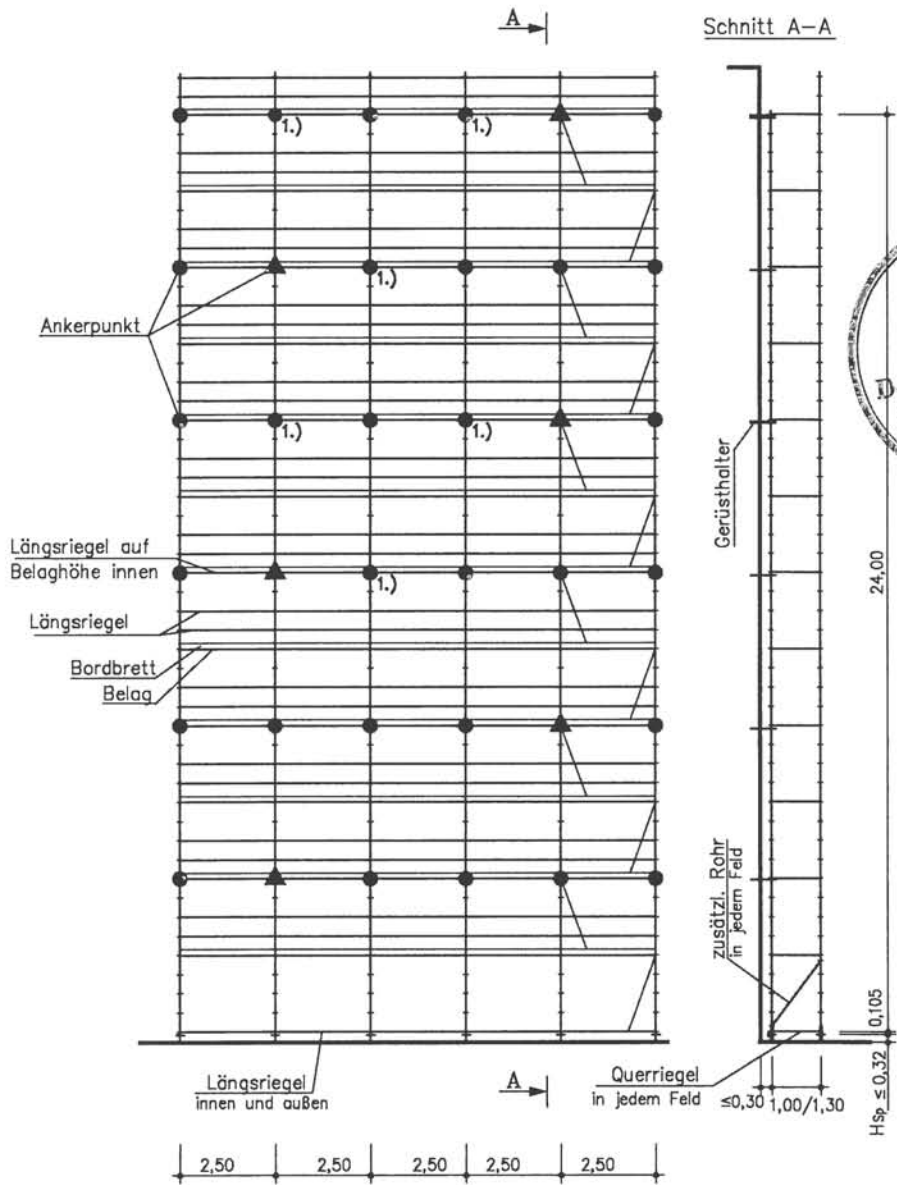 A
Schnitt A–A
1.)
1.)
1.)
Ankerpunkt
1.)
1.)
Gerüsthalter
Längsriegel auf
Belaghöhe innen
1.)
24,00
Längsriegel
Bordbrett
Belag
zusätzl. Rohr
in jedem Feld
0,105
Hsp ≤ 0,32
Längsriegel
innen und außen
A
Querriegel
in jedem Feld
≤0,30
1,00/1,30
2,50
2,50
2,50
2,50
2,50